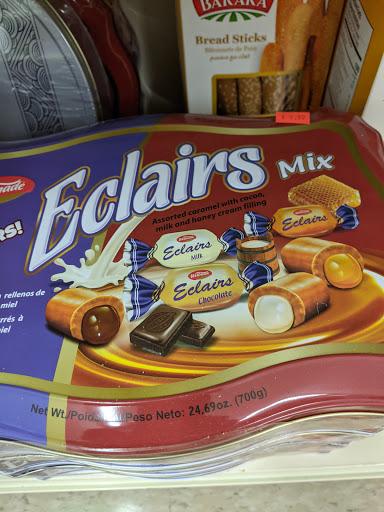 BARAKA
Bread Sticks
Eclairs Mix
Assorted caramel with cocoa,
milk and honey cream filling
Eclairs
Eclairs
MILK
Eclairs
Chocolate
rellenos de
miel
rrés à
iel
Net Wt./Poids /Peso Neto: 24,69oz. (700g)